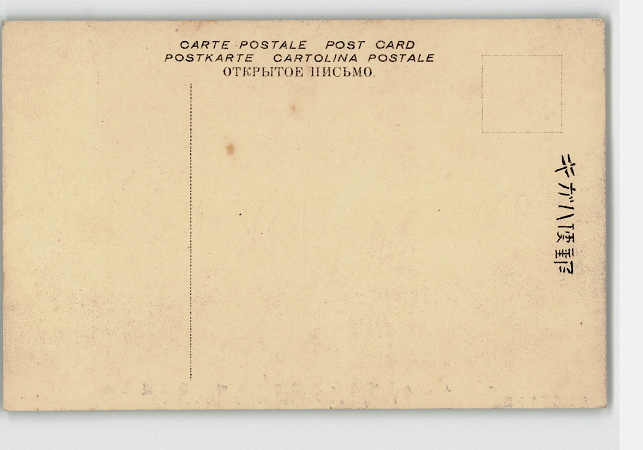 CARTE POSTALE POST CARD
POSTKARTE CARTOLINA POSTALE
ОТКРЫТОЕ ПИСЬМО.
キガハ便郵